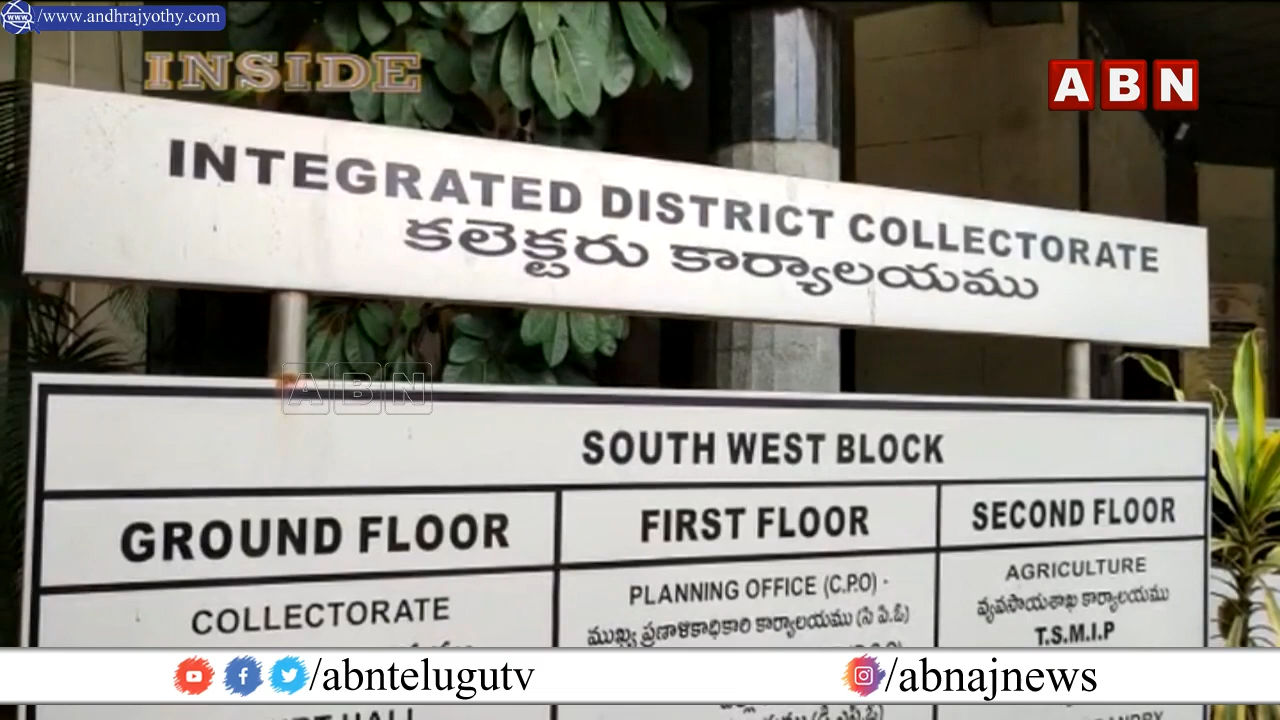 www./www.andhrajyothy.com
INSIDE
ABN
INTEGRATED DISTRICT COLLECTORATE
కలెక్టరు కార్యాలయము
ABN
SOUTH WEST BLOCK
GROUND FLOOR
FIRST FLOOR
SECOND FLOOR
COLLECTORATE
PLANNING OFFICE (C.P.O) -
ముఖ్య ప్రణాళికాధికారి కార్యాలయము (సి పి.ఓ)
AGRICULTURE
వ్యవసాయశాఖ కార్యాలయము
T.S.M.I.P
/abntelugutv
/abnajnews